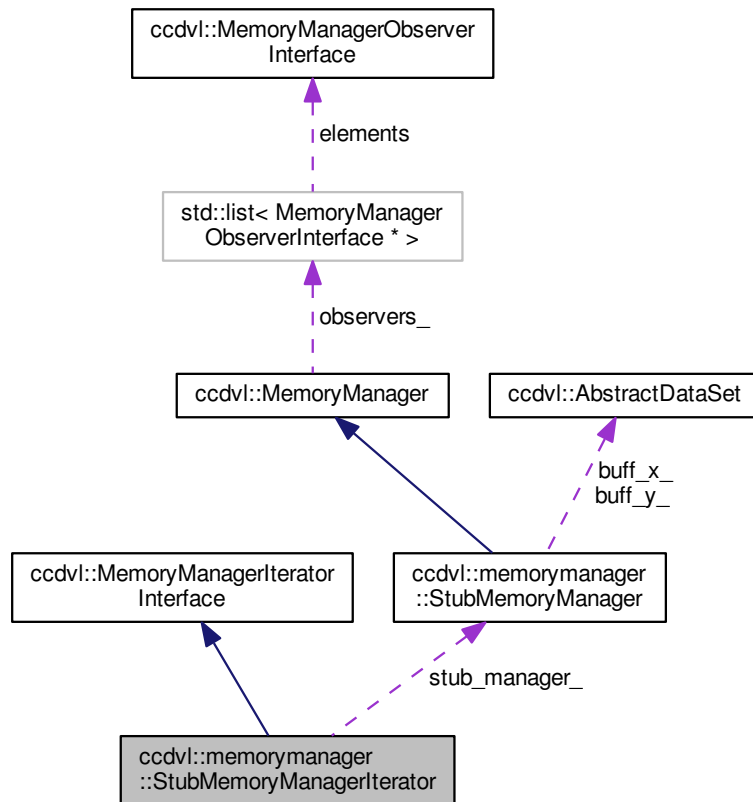 ccdvl::MemoryManagerObserver
Interface
elements
std::list< MemoryManager
ObserverInterface * >
observers_
ccdvl::MemoryManager
ccdvl::AbstractDataSet
buff_x_
buff_y_
ccdvl::MemoryManagerIterator
Interface
ccdvl::memorymanager
::StubMemoryManager
stub_manager_
ccdvl::memorymanager
::StubMemoryManagerIterator